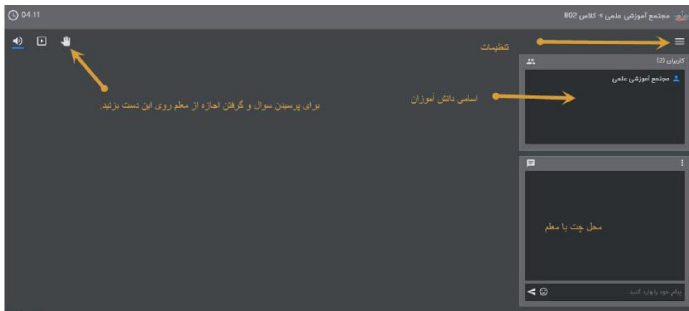 مجتمع آموزشی علمی > کلاس 802
04:11
تنظیمات
کاربران (2)
مجتمع آموزشی علمی
اسامی دانش آموزان
برای پرسیدن سوال و گرفتن اجازه از معلم روی این دست بزنید.
محل چت با معلم
پیام خود را وارد کنید